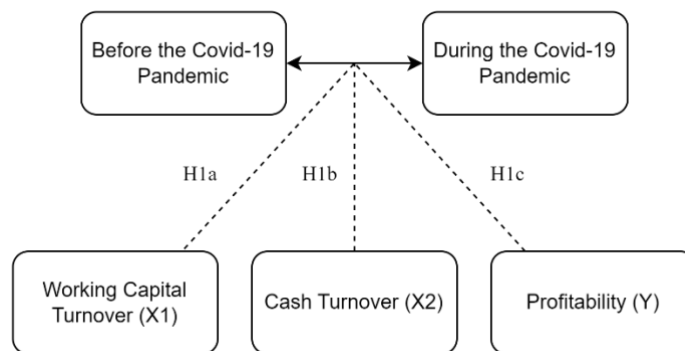 Before the Covid-19
Pandemic
During the Covid-19
Pandemic
H1a
H1b
H1c
Working Capital
Turnover (X1)
Cash Turnover (X2)
Profitability (Y)